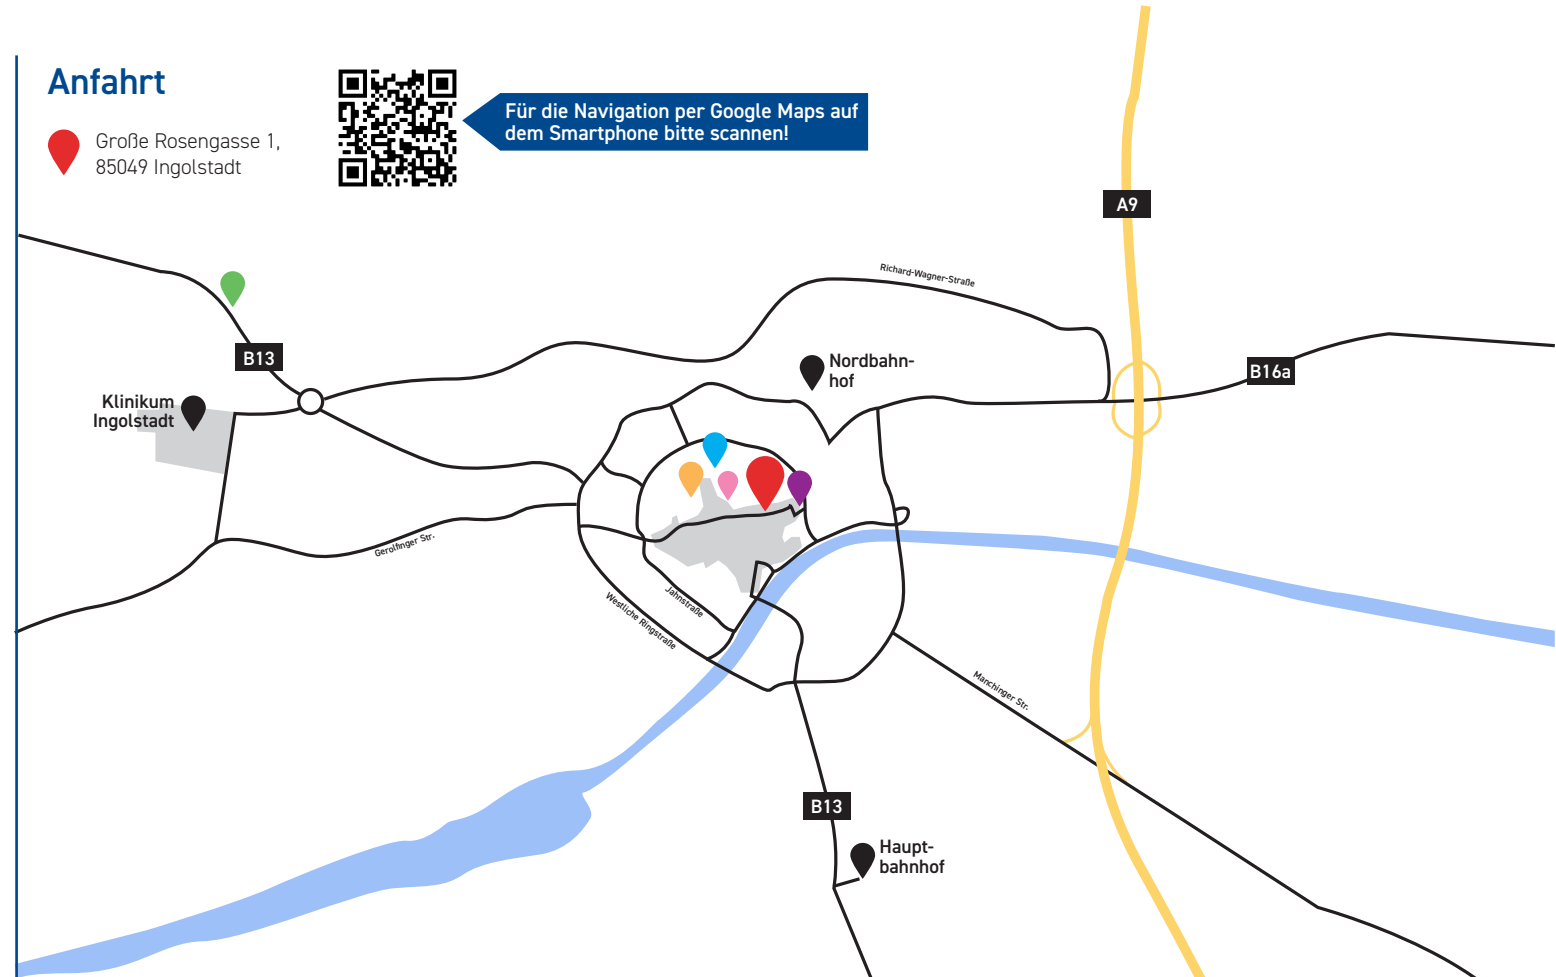 Anfahrt
Große Rosengasse 1,
85049 Ingolstadt
Für die Navigation per Google Maps auf
dem Smartphone bitte scannen!
A9
Richard-Wagner-Straße
B13
Nordbahn-
hof
B16a
Klinikum
Ingolstadt
Gerolfinger Str.
Jahnstraße
Westliche Ringstraße
Manchinger Str.
B13
Haupt-
bahnhof